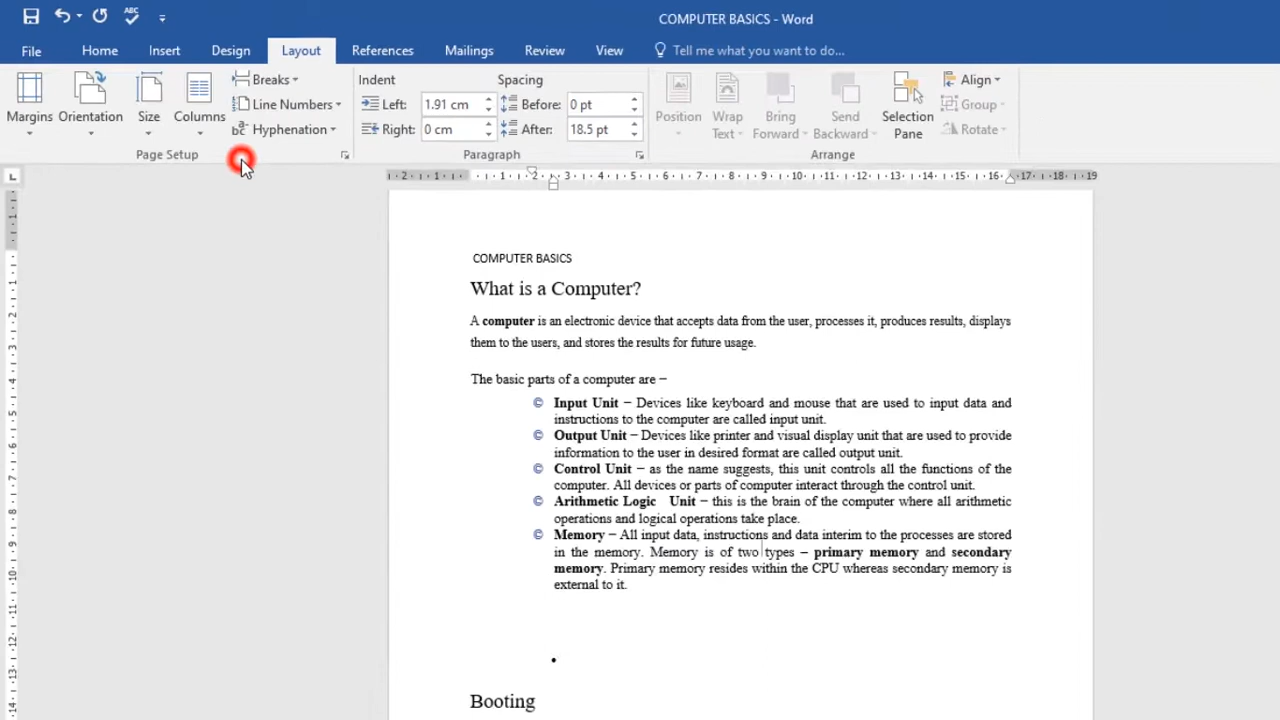 COMPUTER BASICS - Word
File Home Insert Design Layout References Mailings Review View Tell me what you want to do...
Margins Orientation Size Columns
Breaks
Line Numbers
Hyphenation
Page Setup
Indent Spacing
Left: 1.91 cm Before: 0 pt
Right: 0 cm After: 18.5 pt
Paragraph
Position Wrap Text Bring Forward Send Backward Selection Pane
Align
Group
Rotate
Arrange
COMPUTER BASICS
What is a Computer?
A computer is an electronic device that accepts data from the user, processes it, produces results, displays
them to the users, and stores the results for future usage.
The basic parts of a computer are –
© Input Unit – Devices like keyboard and mouse that are used to input data and
instructions to the computer are called input unit.
© Output Unit – Devices like printer and visual display unit that are used to provide
information to the user in desired format are called output unit.
© Control Unit – as the name suggests, this unit controls all the functions of the
computer. All devices or parts of computer interact through the control unit.
© Arithmetic Logic Unit – this is the brain of the computer where all arithmetic
operations and logical operations take place.
© Memory – All input data, instructions and data interim to the processes are stored
in the memory. Memory is of two types – primary memory and secondary
memory. Primary memory resides within the CPU whereas secondary memory is
external to it.
•
Booting